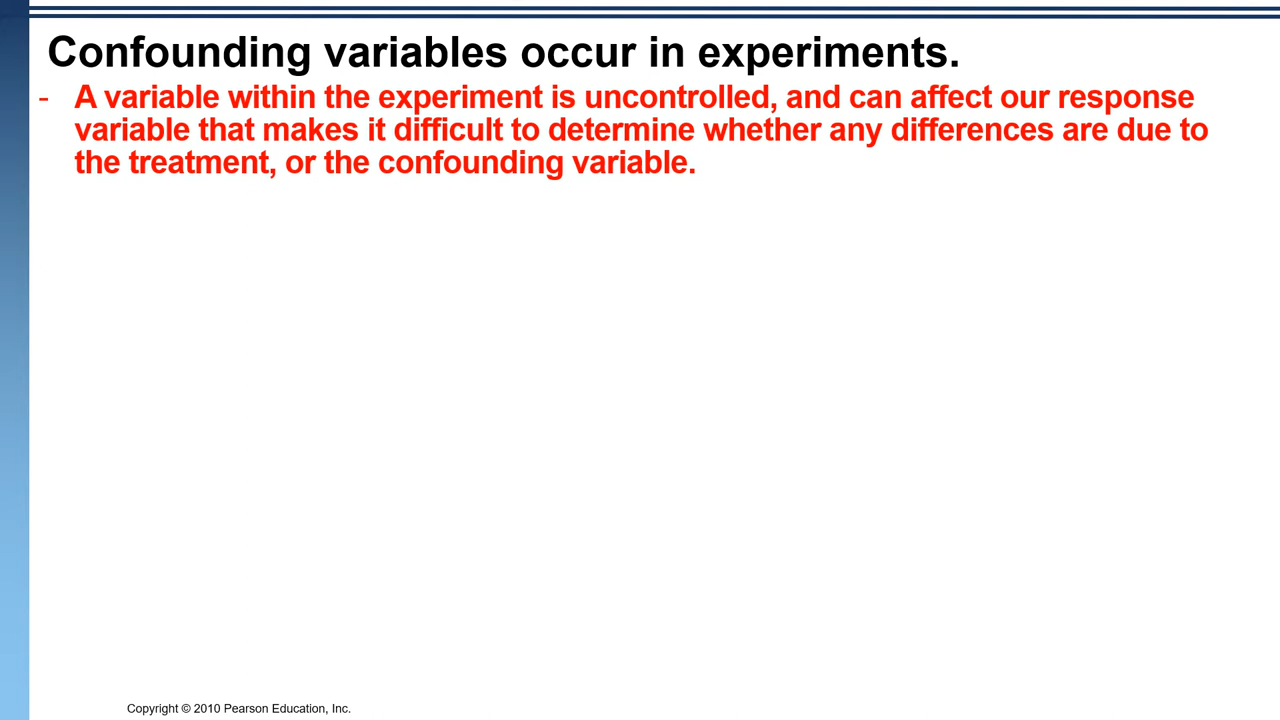 Confounding variables occur in experiments.
- A variable within the experiment is uncontrolled, and can affect our response
variable that makes it difficult to determine whether any differences are due to
the treatment, or the confounding variable.
Copyright © 2010 Pearson Education, Inc.